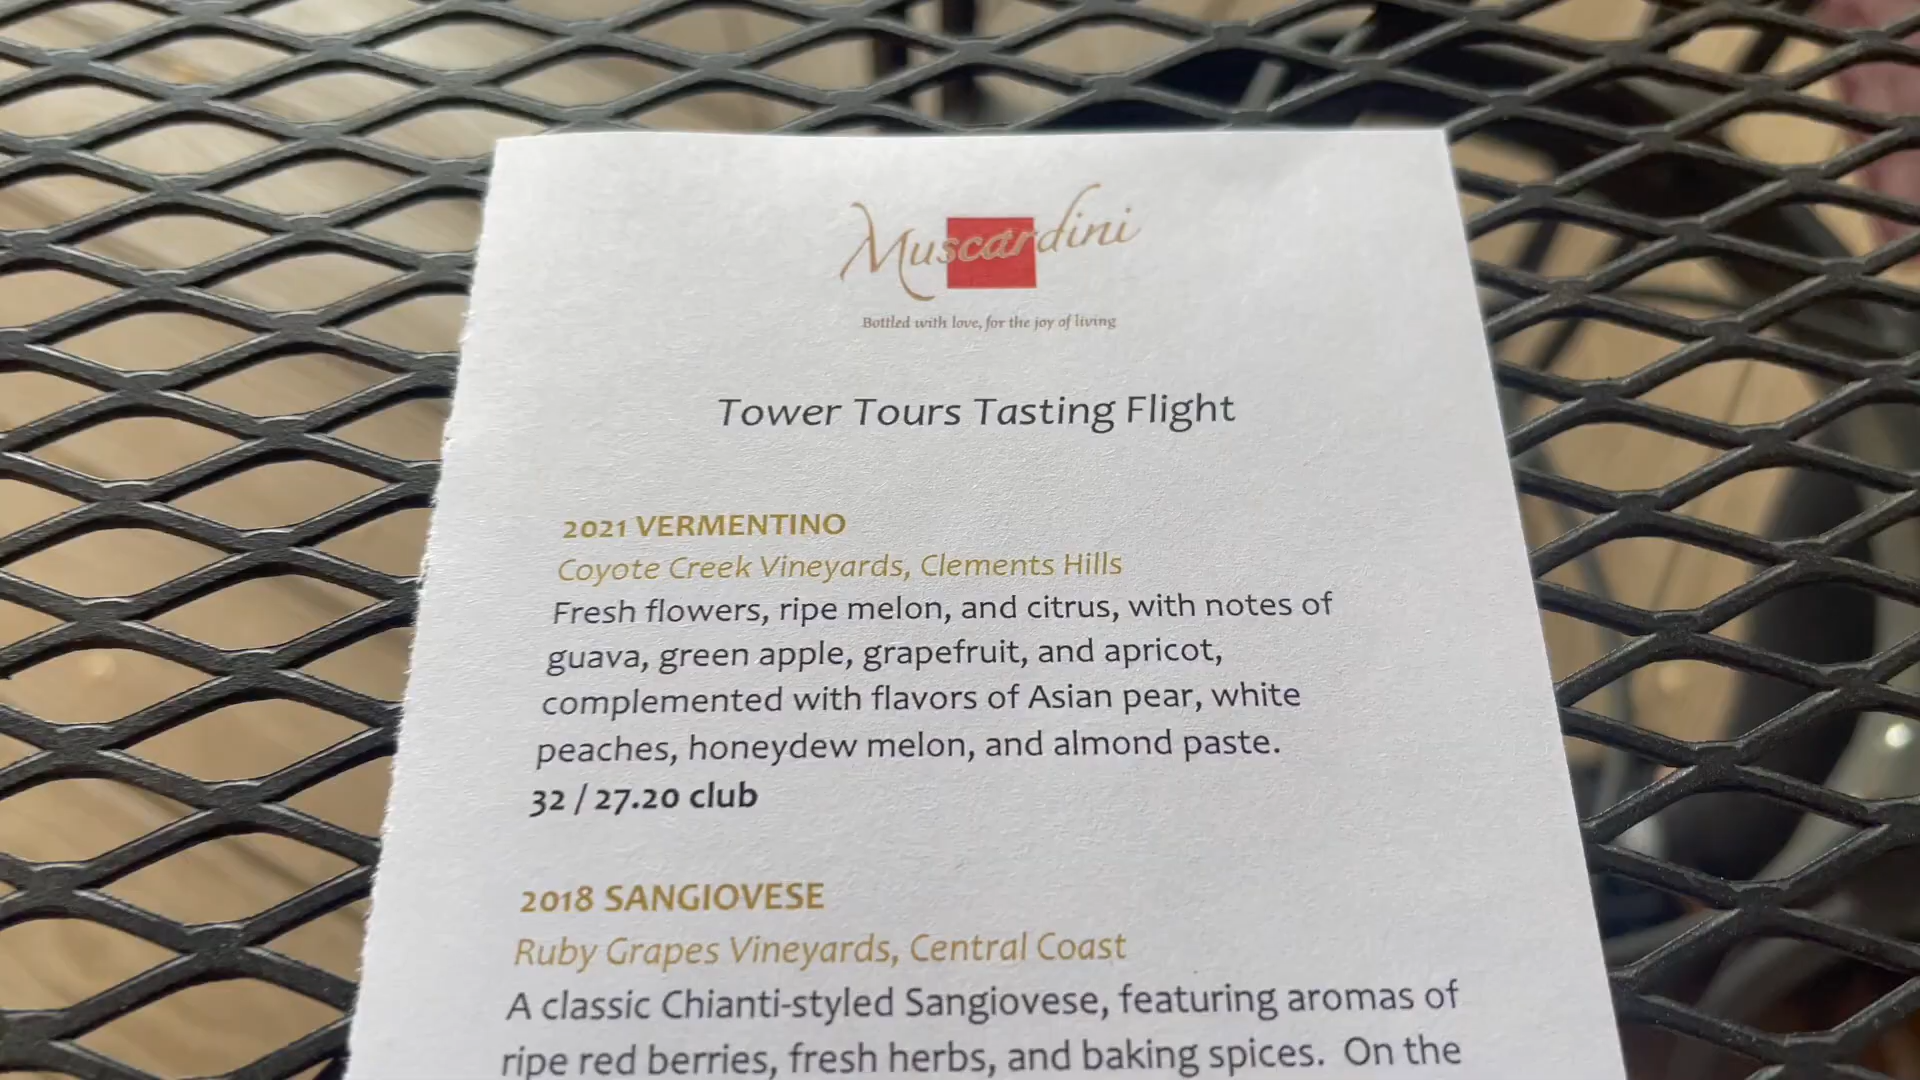 Muscardini
Bottled with love, for the joy of living
Tower Tours Tasting Flight
2021 VERMENTINO
Coyote Creek Vineyards, Clements Hills
Fresh flowers, ripe melon, and citrus, with notes of
guava, green apple, grapefruit, and apricot,
complemented with flavors of Asian pear, white
peaches, honeydew melon, and almond paste.
32 / 27.20 club
2018 SANGIOVESE
Ruby Grapes Vineyards, Central Coast
A classic Chianti-styled Sangiovese, featuring aromas of
ripe red berries, fresh herbs, and baking spices. On the